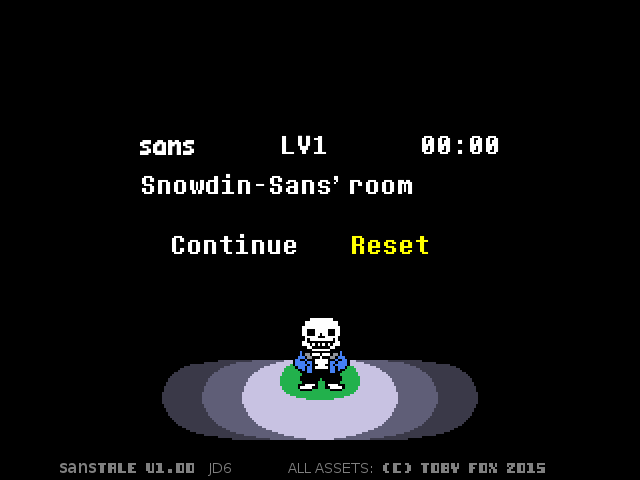 sans LV1 00:00
Snowdin-Sans' room
Continue Reset
sansTALE V1.00 JD6 ALL ASSETS: (C) TOBY FOX 2015